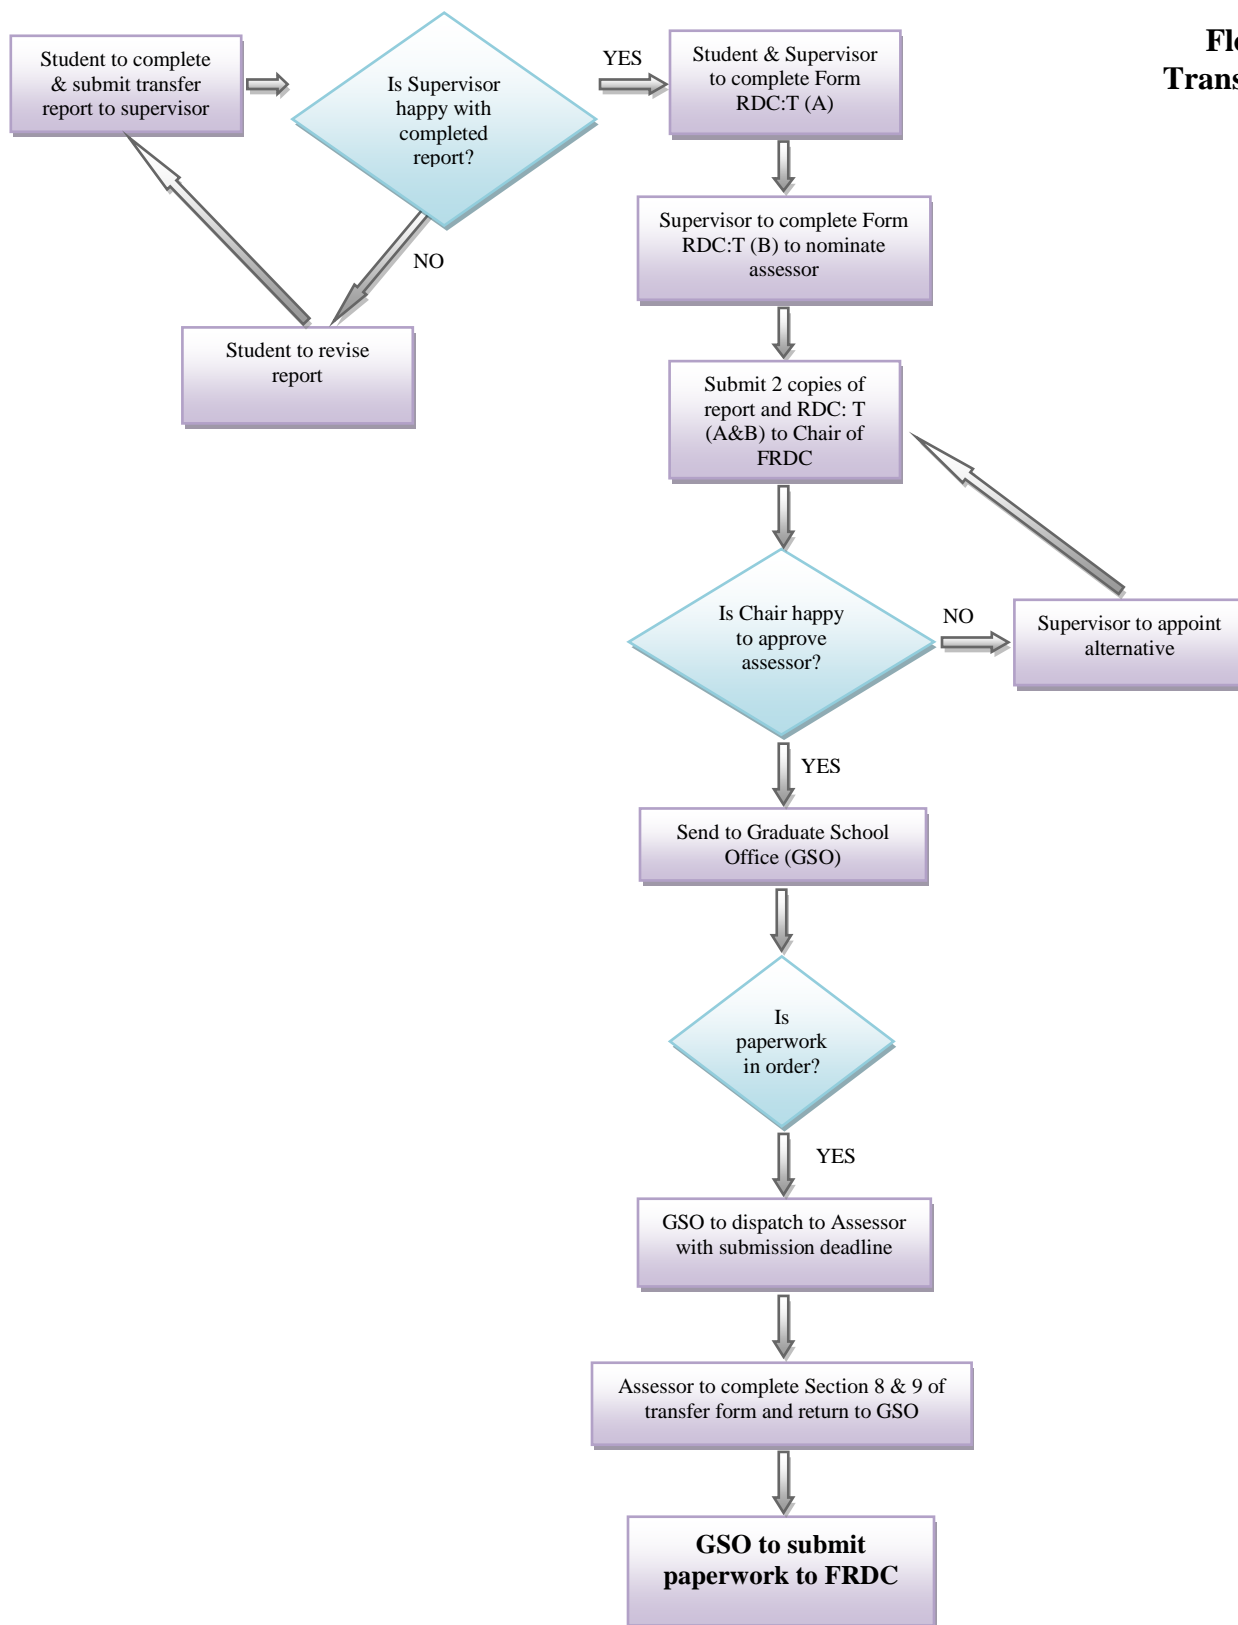 Student to complete
& submit transfer
report to supervisor
Is Supervisor
happy with
completed
report?
YES
Student & Supervisor
to complete Form
RDC:T (A)
NO
Student to revise
report
Supervisor to complete Form
RDC:T (B) to nominate
assessor
Submit 2 copies of
report and RDC: T
(A&B) to Chair of
FRDC
Is Chair happy
to approve
assessor?
NO
Supervisor to appoint
alternative
YES
Send to Graduate School
Office (GSO)
Is
paperwork
in order?
YES
GSO to dispatch to Assessor
with submission deadline
Assessor to complete Section 8 & 9 of
transfer form and return to GSO
GSO to submit
paperwork to FRDC